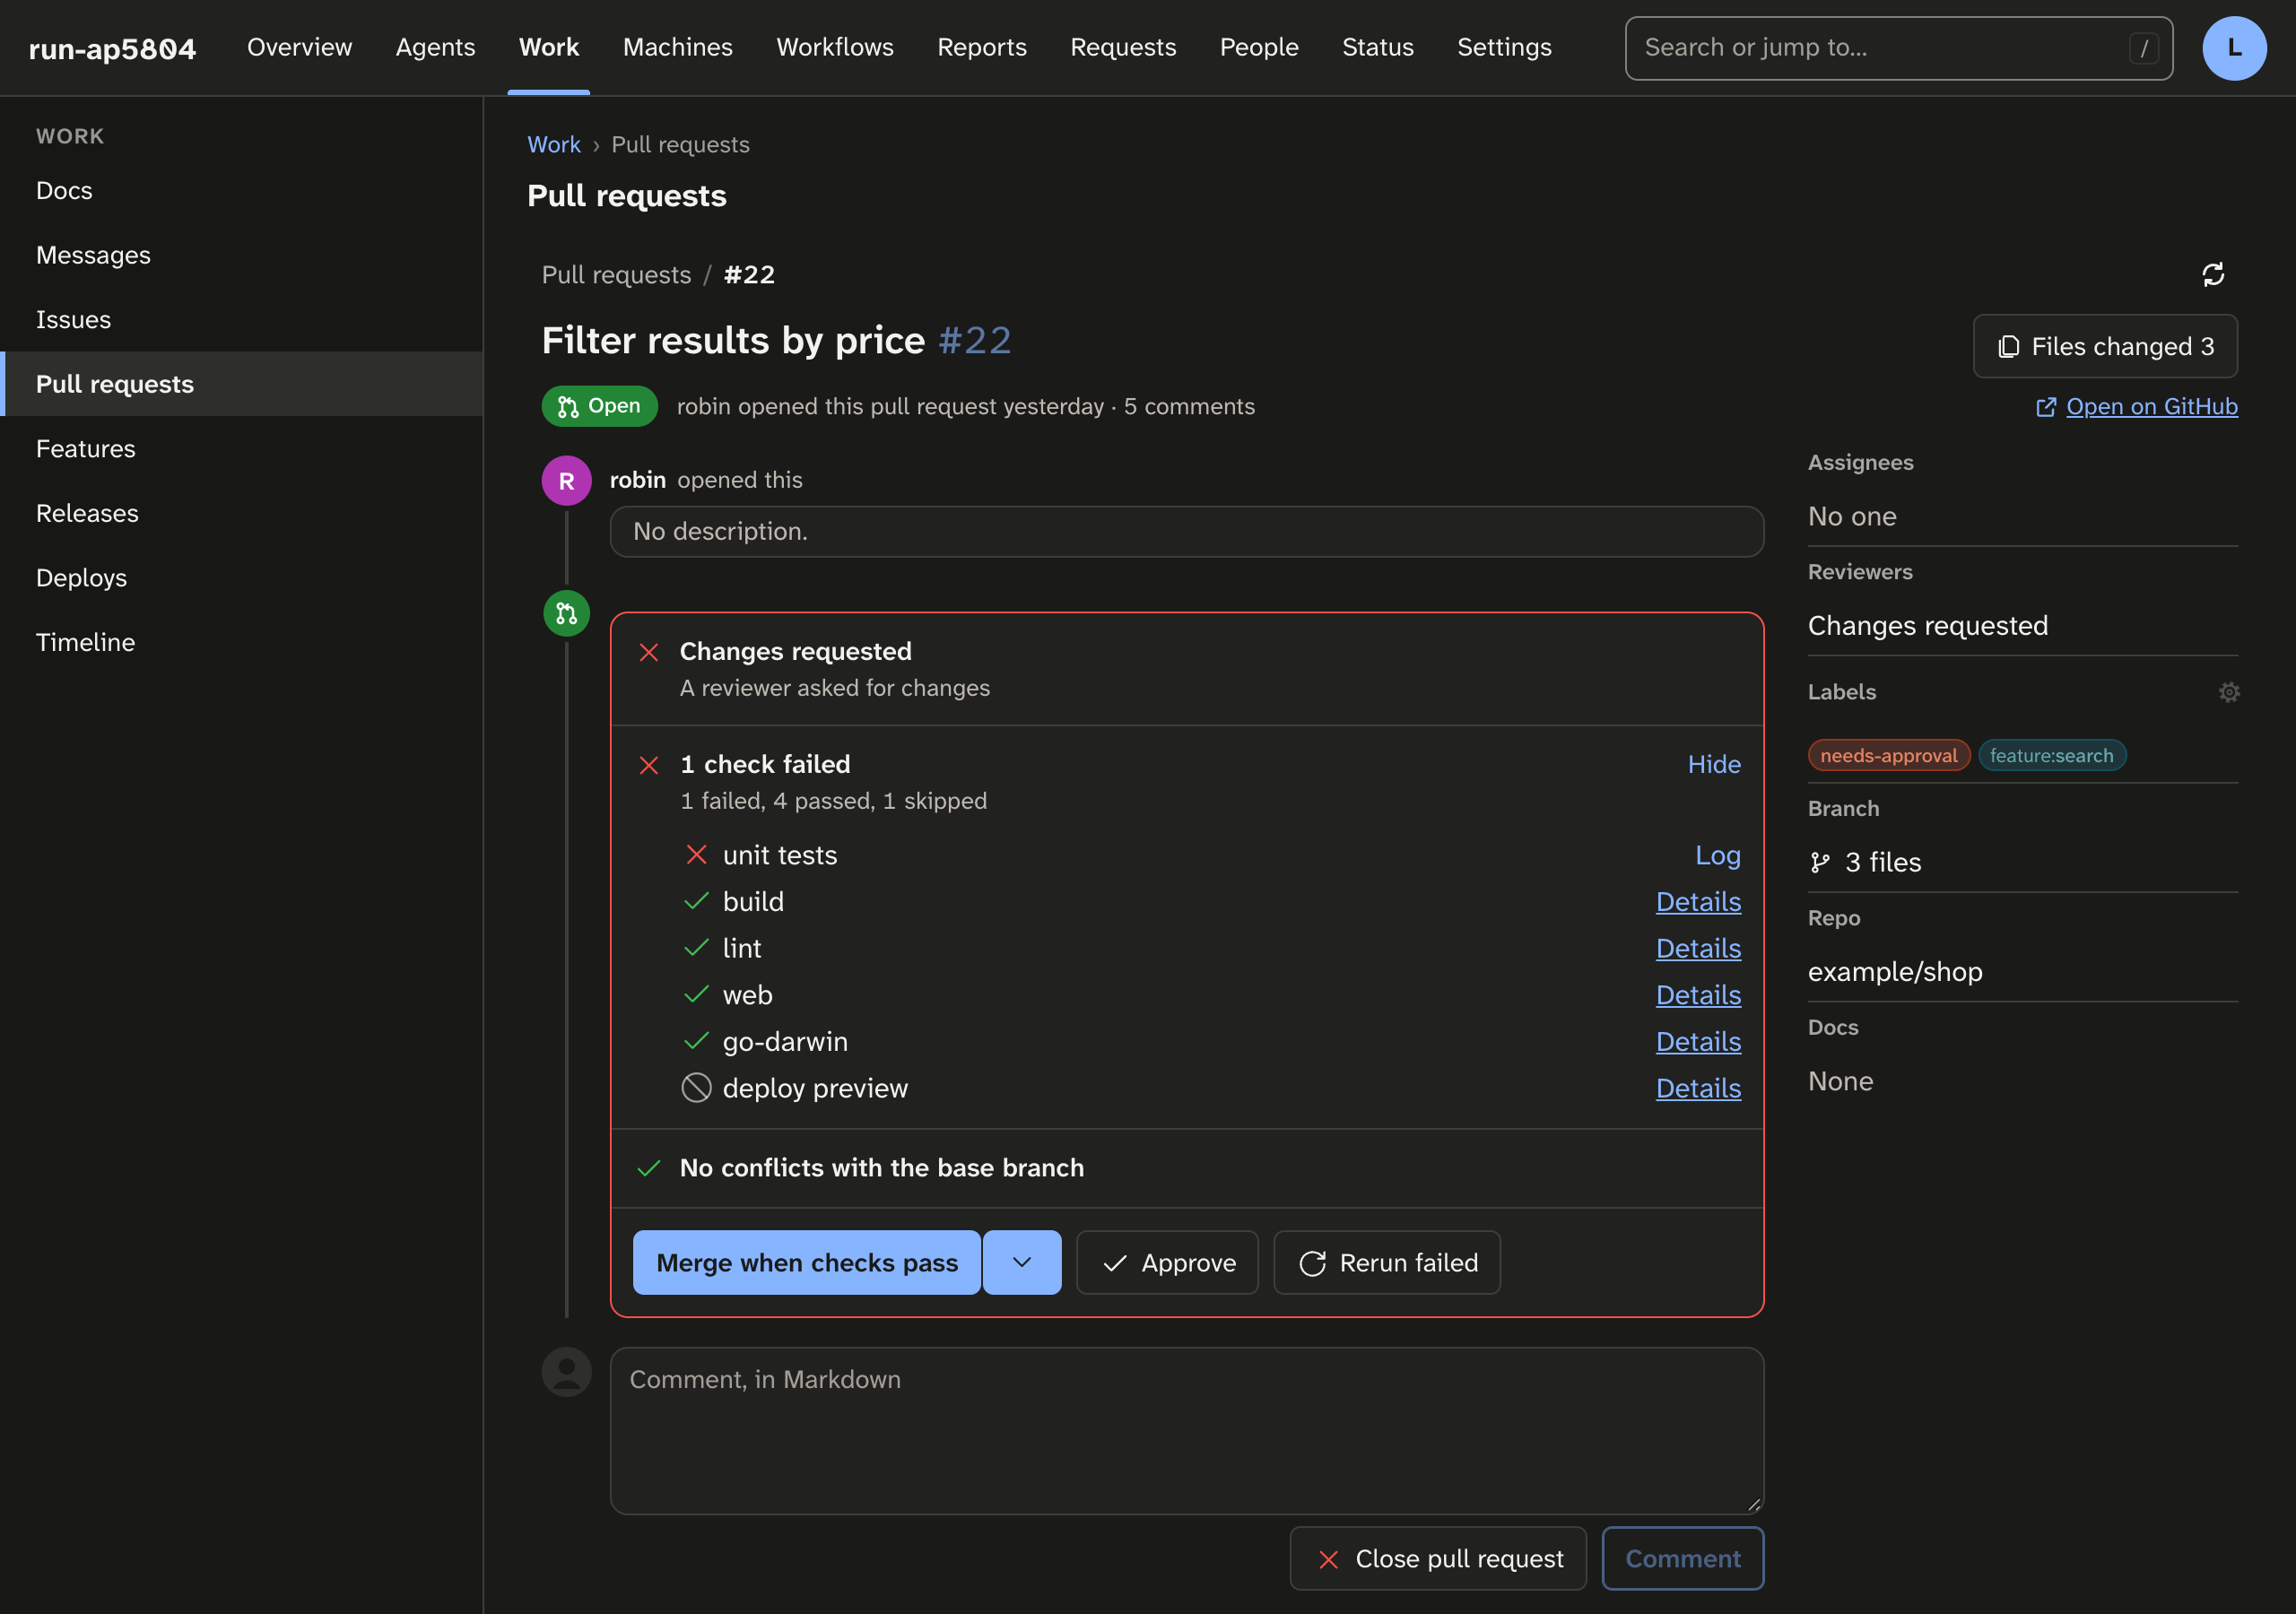 run-ap5804 Overview Agents Work Machines Workflows Reports Requests People Status Settings Search or jump to... / L
WORK
Docs
Messages
Issues
Pull requests
Features
Releases
Deploys
Timeline
Work › Pull requests
Pull requests
Pull requests / #22
Filter results by price #22
Files changed 3
Open robin opened this pull request yesterday · 5 comments
Open on GitHub
R robin opened this
No description.
Changes requested
A reviewer asked for changes
1 check failed Hide
1 failed, 4 passed, 1 skipped
unit tests Log
build Details
lint Details
web Details
go-darwin Details
deploy preview Details
No conflicts with the base branch
Merge when checks pass Approve Rerun failed
Comment, in Markdown
Close pull request Comment
Assignees
No one
Reviewers
Changes requested
Labels
needs-approval feature:search
Branch
3 files
Repo
example/shop
Docs
None